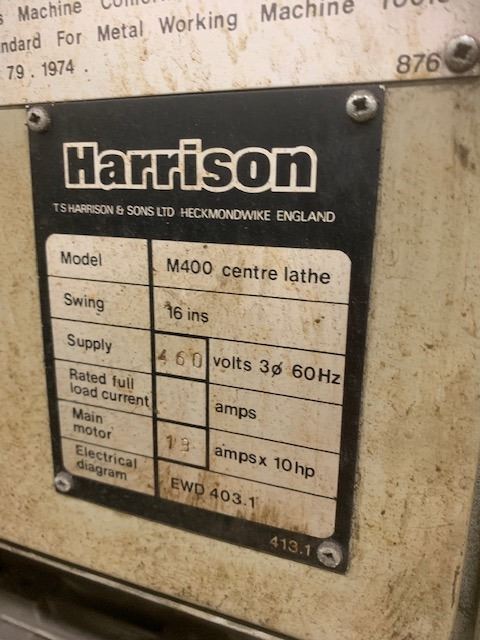 Machine
ndard For Metal Working Machine
79.1974.
876
Harrison
T S HARRISON & SONS LTD HECKMONDWIKE ENGLAND
Model M400 centre lathe
Swing 16 ins
Supply 460 volts 3ø 60Hz
Rated full
load current amps
Main
motor 13 amps x 10hp
Electrical
diagram EWD 403.1
413.1